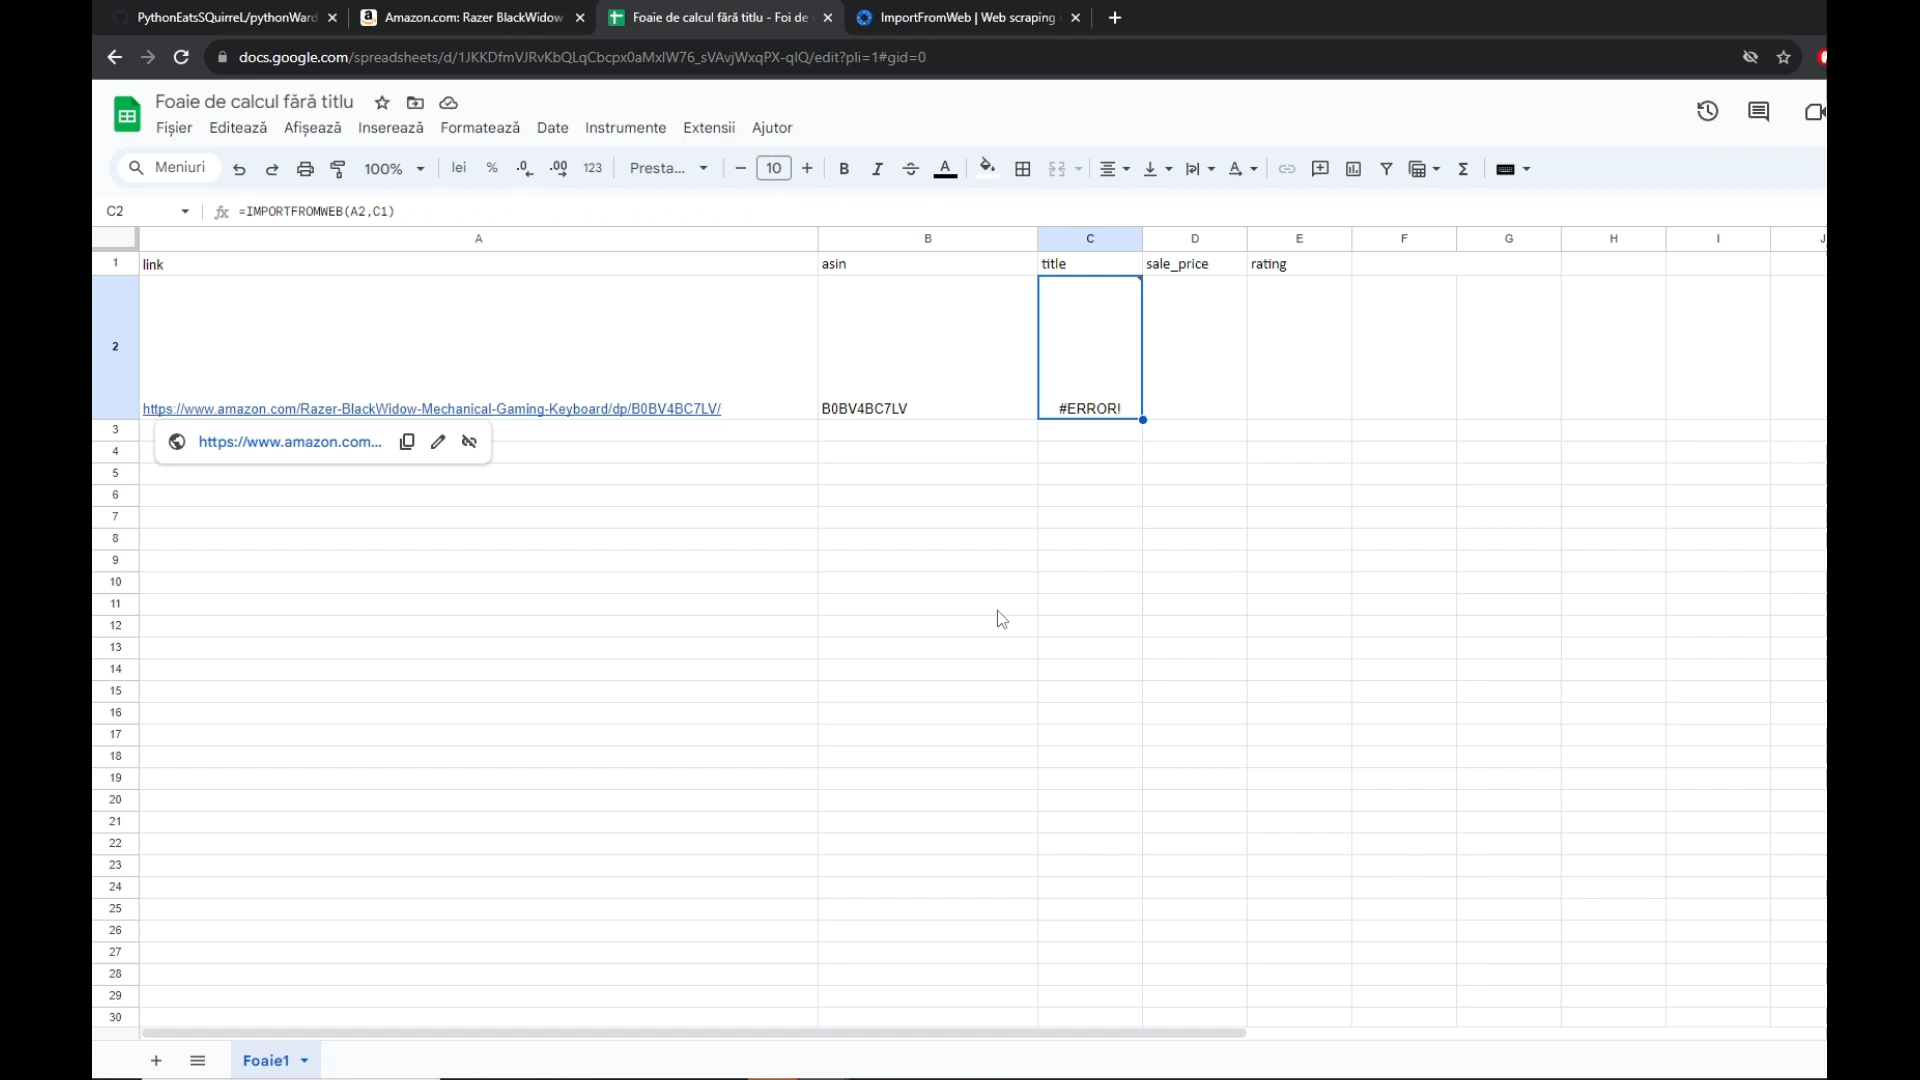 PythonEatsSQuirreL/pythonWard
Amazon.com: Razer BlackWidow
Foaie de calcul fără titlu - Foi de
ImportFromWeb | Web scraping
docs.google.com/spreadsheets/d/1JKKDfmVJRvKbQLqCbcpx0aMxIW76_sVAvjWxqPX-qIQ/edit?pli=1#gid=0
Foaie de calcul fără titlu
Fișier Editează Afișează Inserează Formatează Date Instrumente Extensii Ajutor
Meniuri 100% lei % .0 .00 123 Presta... 10 B I A
C2 fx =IMPORTFROMWEB(A2,C1)
A B C D E F G H I J
1 link asin title sale_price rating
2 https://www.amazon.com/Razer-BlackWidow-Mechanical-Gaming-Keyboard/dp/B0BV4BC7LV/ B0BV4BC7LV #ERROR!
3
https://www.amazon.com...
4
5
6
7
8
9
10
11
12
13
14
15
16
17
18
19
20
21
22
23
24
25
26
27
28
29
30
Foaie1